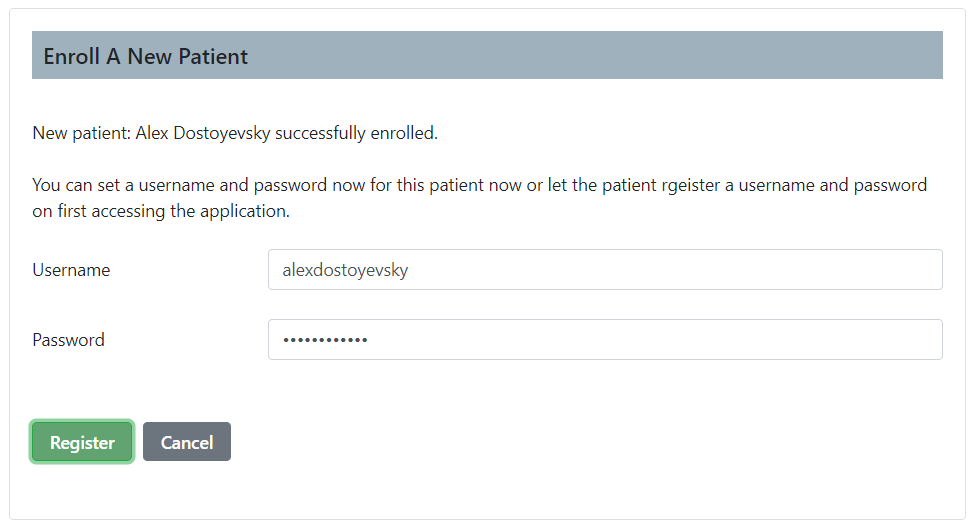 Enroll A New Patient
New patient: Alex Dostoyevsky successfully enrolled.
You can set a username and password now for this patient now or let the patient rgeister a username and password
on first accessing the application.
Username
alexdostoyevsky
Password
••••••••••••
Register
Cancel